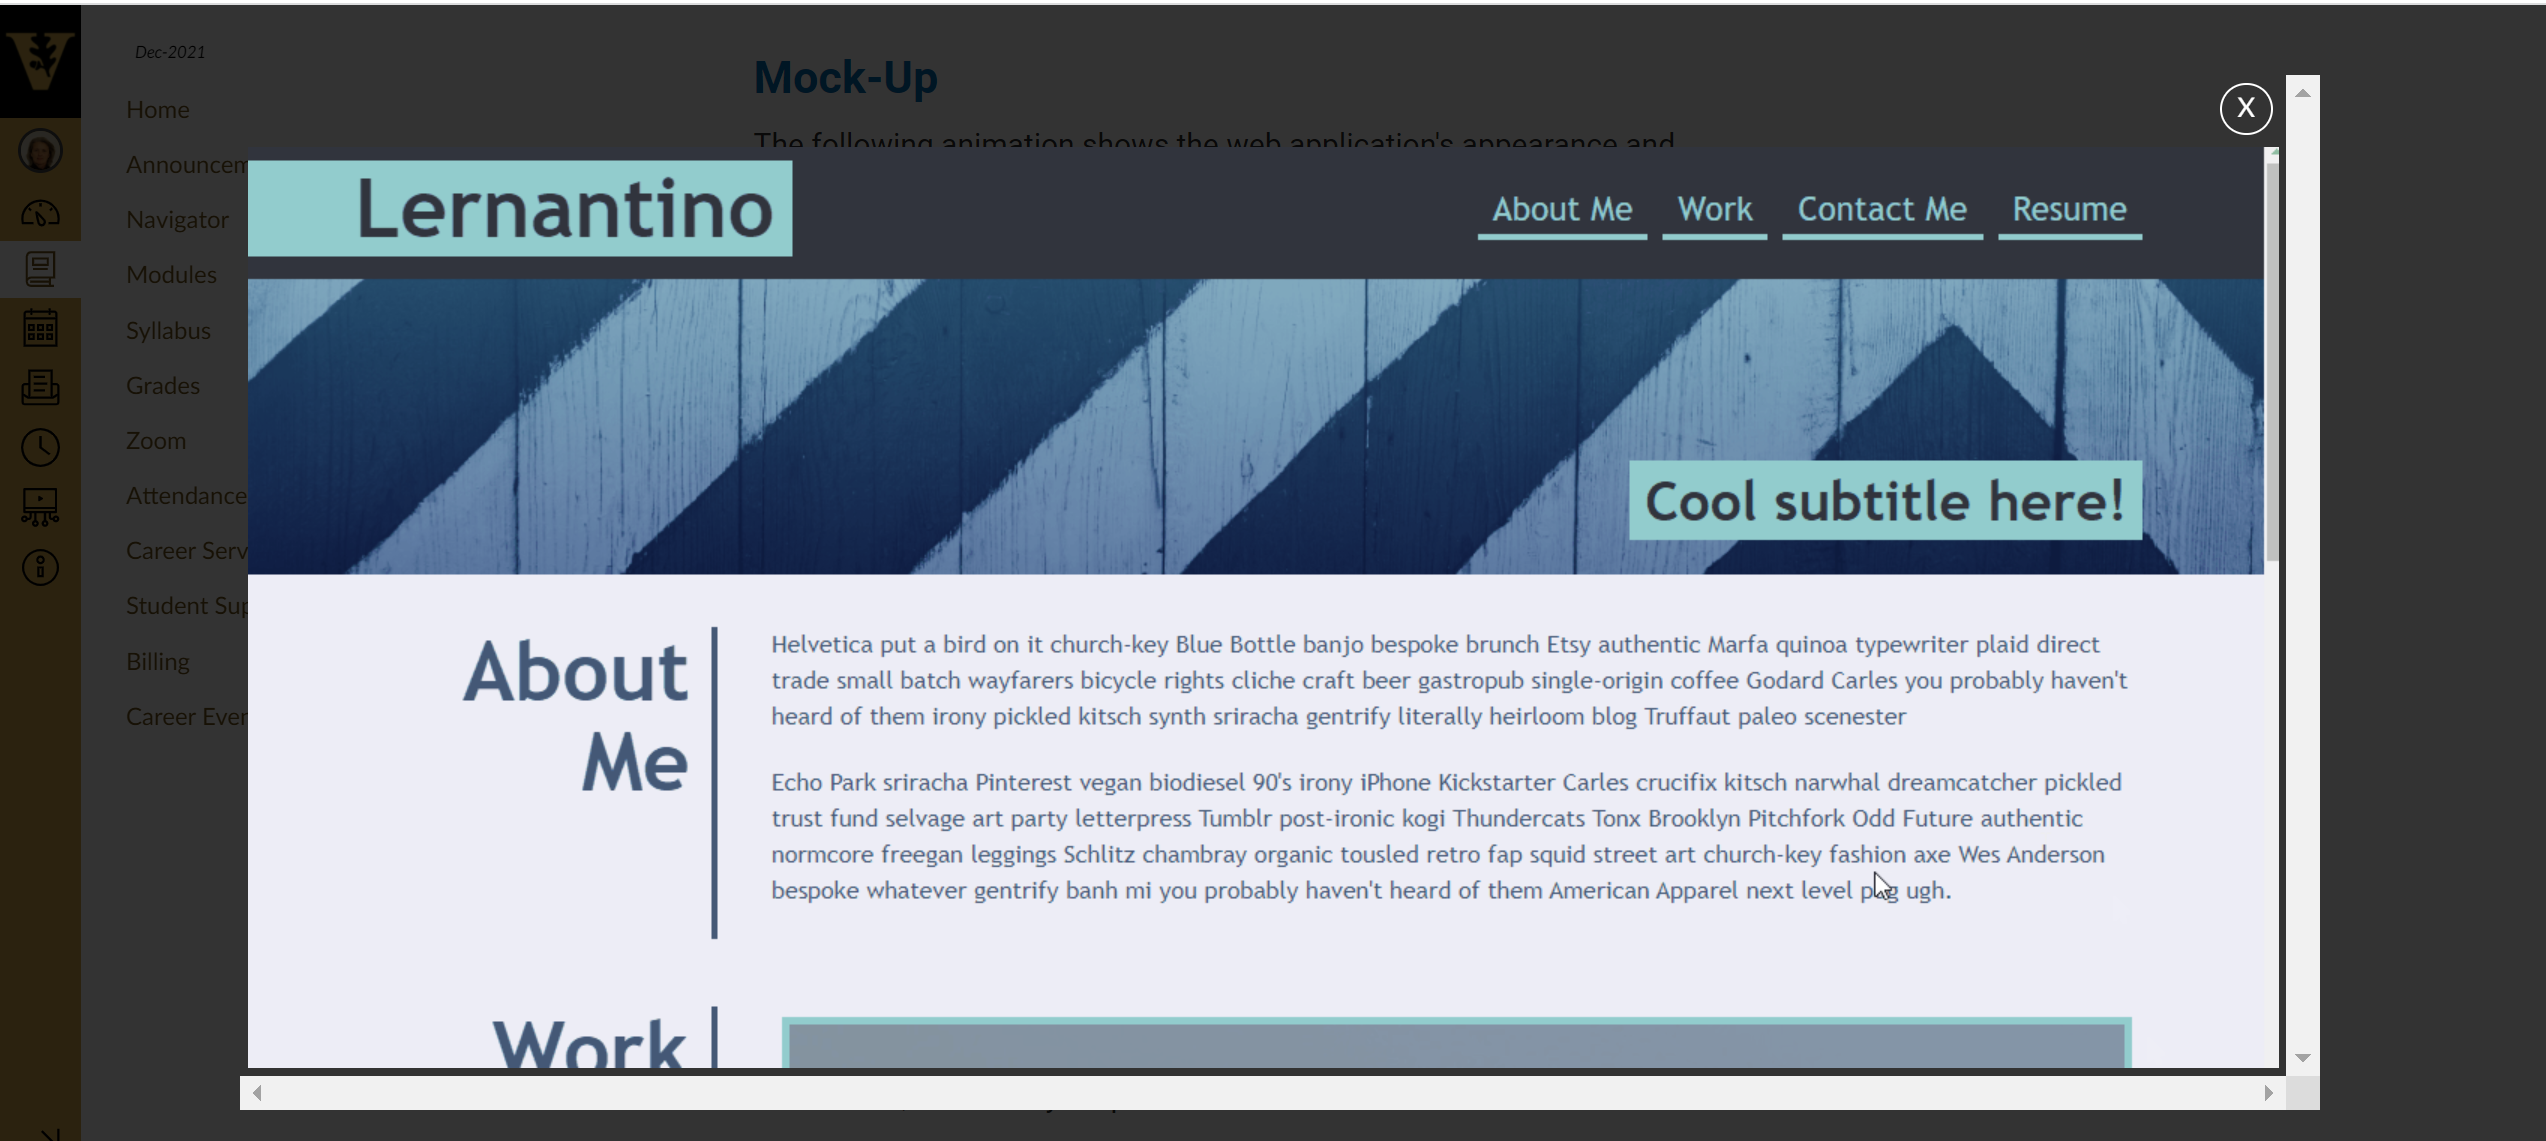 Dec-2021
Home
Announcem
Navigator
Modules
Syllabus
Grades
Zoom
Attendance
Career Serv
Student Sup
Billing
Career Ever
Mock-Up
The following animation shows the web application's appearance and
X
Lernantino
About Me Work Contact Me Resume
Cool subtitle here!
About
Me
Helvetica put a bird on it church-key Blue Bottle banjo bespoke brunch Etsy authentic Marfa quinoa typewriter plaid direct
trade small batch wayfarers bicycle rights cliche craft beer gastropub single-origin coffee Godard Carles you probably haven't
heard of them irony pickled kitsch synth sriracha gentrify literally heirloom blog Truffaut paleo scenester
Echo Park sriracha Pinterest vegan biodiesel 90's irony iPhone Kickstarter Carles crucifix kitsch narwhal dreamcatcher pickled
trust fund selvage art party letterpress Tumblr post-ironic kogi Thundercats Tonx Brooklyn Pitchfork Odd Future authentic
normcore freegan leggings Schlitz chambray organic tousled retro fap squid street art church-key fashion axe Wes Anderson
bespoke whatever gentrify banh mi you probably haven't heard of them American Apparel next level pug ugh.
Work